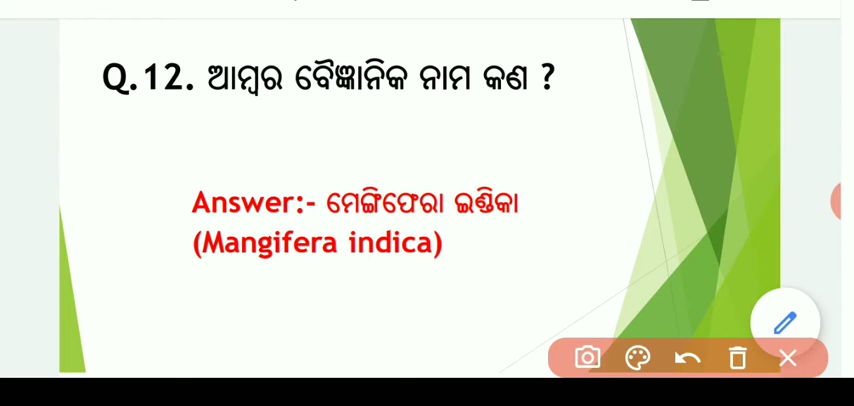 Q.12. ଆମ୍ବର ବୈଜ୍ଞାନିକ ନାମ କଣ ?
Answer:- ମେଙ୍ଗିଫେରା ଇଣ୍ଡିକା
(Mangifera indica)